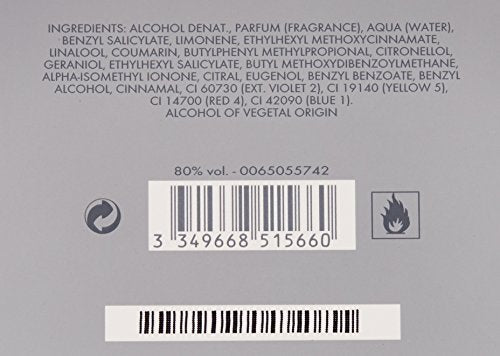 INGREDIENTS: ALCOHOL DENAT., PARFUM (FRAGRANCE), AQUA (WATER),
BENZYL SALICYLATE, LIMONENE, ETHYLHEXYL METHOXYCINNAMATE,
LINALOOL, COUMARIN, BUTYLPHENYL METHYLPROPIONAL, CITRONELLOL,
GERANIOL, ETHYLHEXYL SALICYLATE, BUTYL METHOXYDIBENZOYLMETHANE,
ALPHA-ISOMETHYL IONONE, CITRAL, EUGENOL, BENZYL BENZOATE, BENZYL
ALCOHOL, CINNAMAL, CI 60730 (EXT. VIOLET 2), CI 19140 (YELLOW 5),
CI 14700 (RED 4), CI 42090 (BLUE 1).
ALCOHOL OF VEGETAL ORIGIN
80% vol. - 0065055742
3 349668 515660